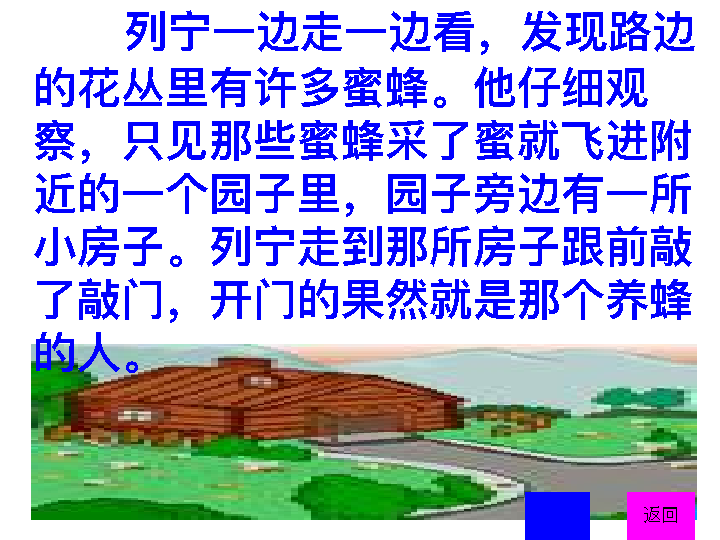 列宁一边走一边看，发现路边
的花丛里有许多蜜蜂。他仔细观
察，只见那些蜜蜂采了蜜就飞进附
近的一个园子里，园子旁边有一所
小房子。列宁走到那所房子跟前敲
了敲门，开门的果然就是那个养蜂
的人。
返回